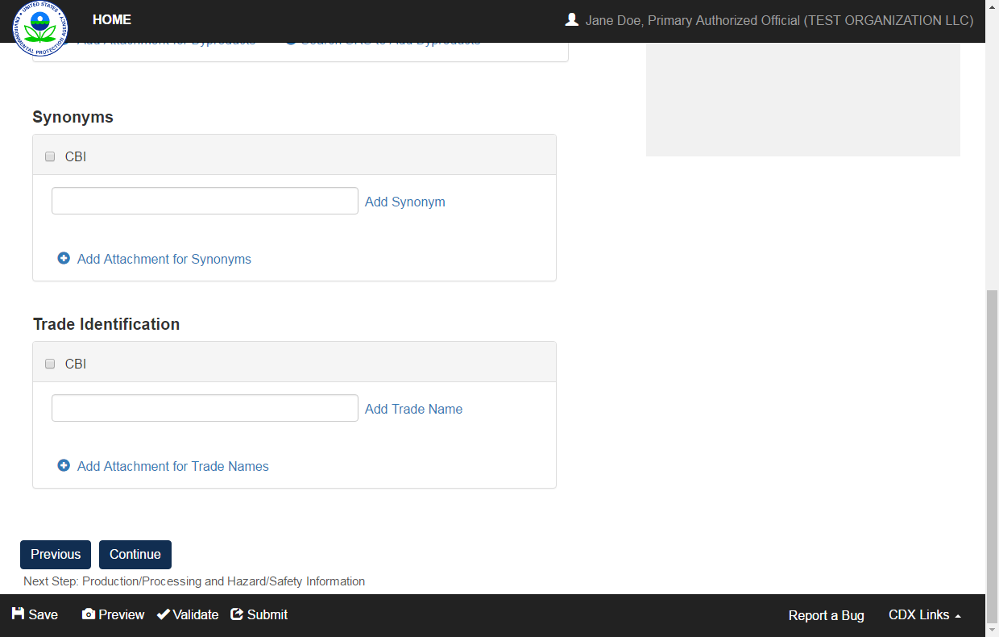 HOME
Jane Doe, Primary Authorized Official (TEST ORGANIZATION LLC)
UNITED STATES
ENVIRONMENTAL PROTECTION AGENCY
Add Attachment for Byproducts
Search CRS to Add Byproducts
Synonyms
CBI
Add Synonym
Add Attachment for Synonyms
Trade Identification
CBI
Add Trade Name
Add Attachment for Trade Names
Previous
Continue
Next Step: Production/Processing and Hazard/Safety Information
Save
Preview
Validate
Submit
Report a Bug
CDX Links